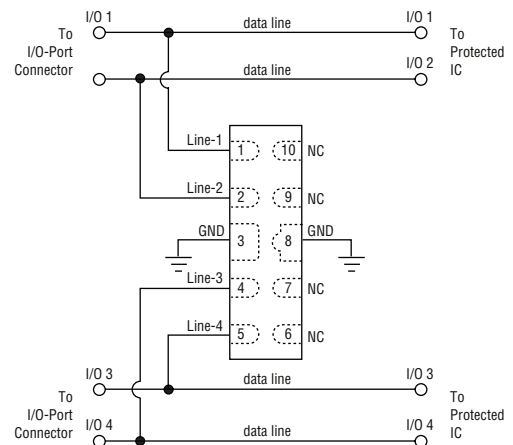 I/O 1
data line
I/O 1
To
I/O-Port
Connector
To
Protected
IC
data line
I/O 2
Line-1
1
10
NC
Line-2
2
9
NC
GND
3
8
GND
Line-3
4
7
NC
Line-4
5
6
NC
I/O 3
data line
I/O 3
To
I/O-Port
Connector
To
Protected
IC
I/O 4
data line
I/O 4